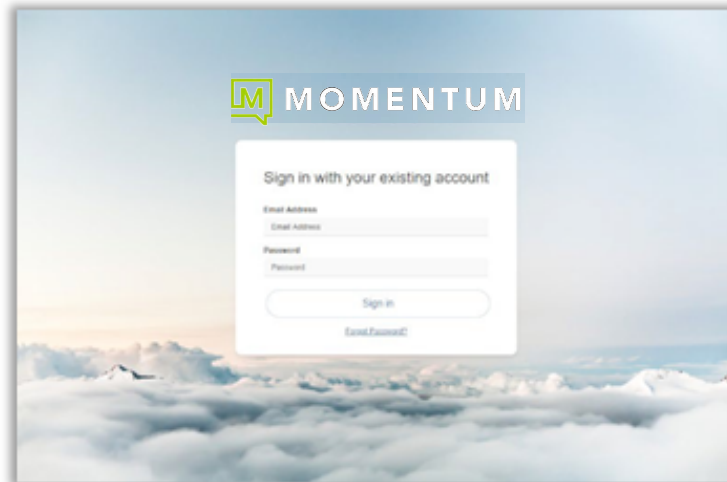 M MOMENTUM
Sign in with your existing account
Email Address
Email Address
Password
Password
Sign in
Forgot Password?